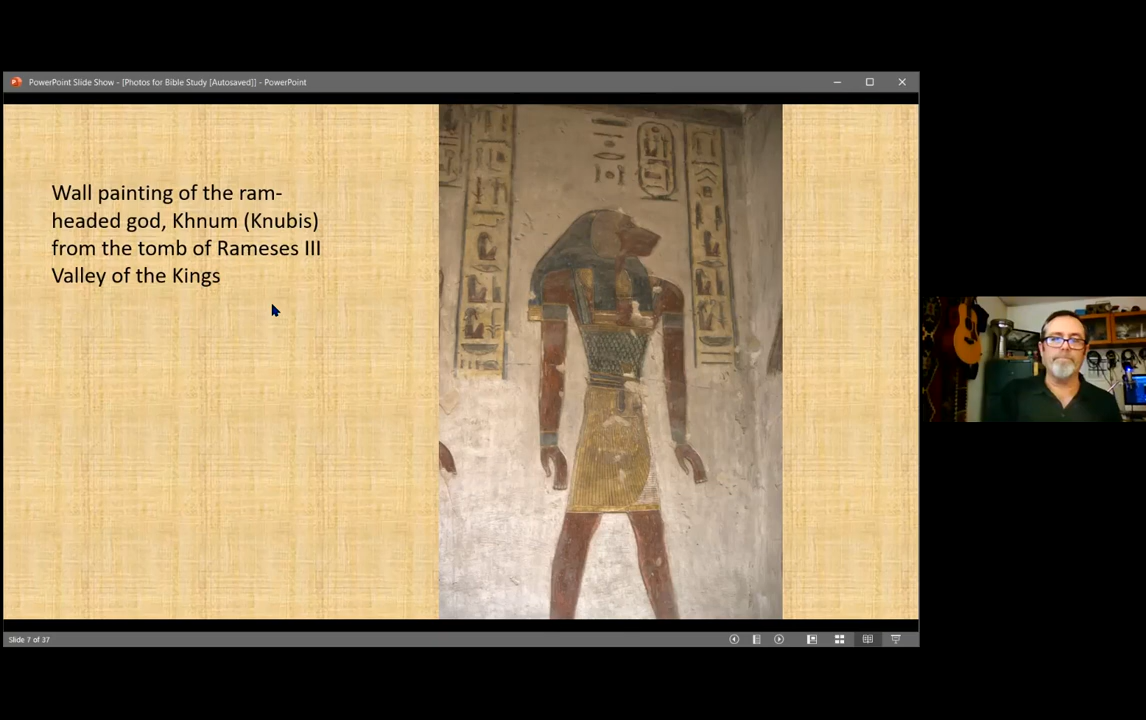 PowerPoint Slide Show - [Photos for Bible Study [Autosaved]] - PowerPoint
Wall painting of the ram-
headed god, Khnum (Knubis)
from the tomb of Rameses III
Valley of the Kings
Slide 7 of 37